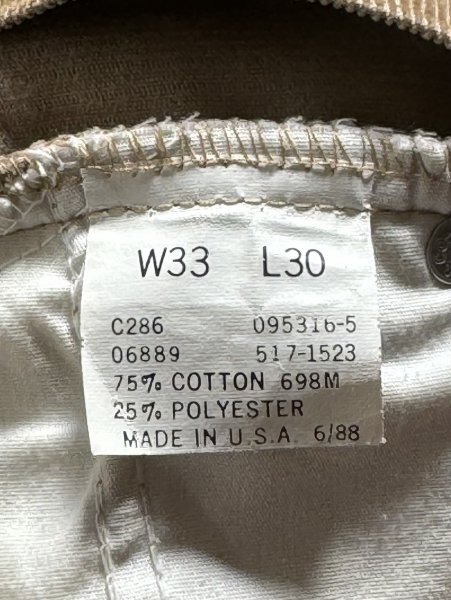 W33 L30
C286 095316-5
06889 517-1523
75% COTTON 698M
25% POLYESTER
MADE IN U.S.A. 6/88